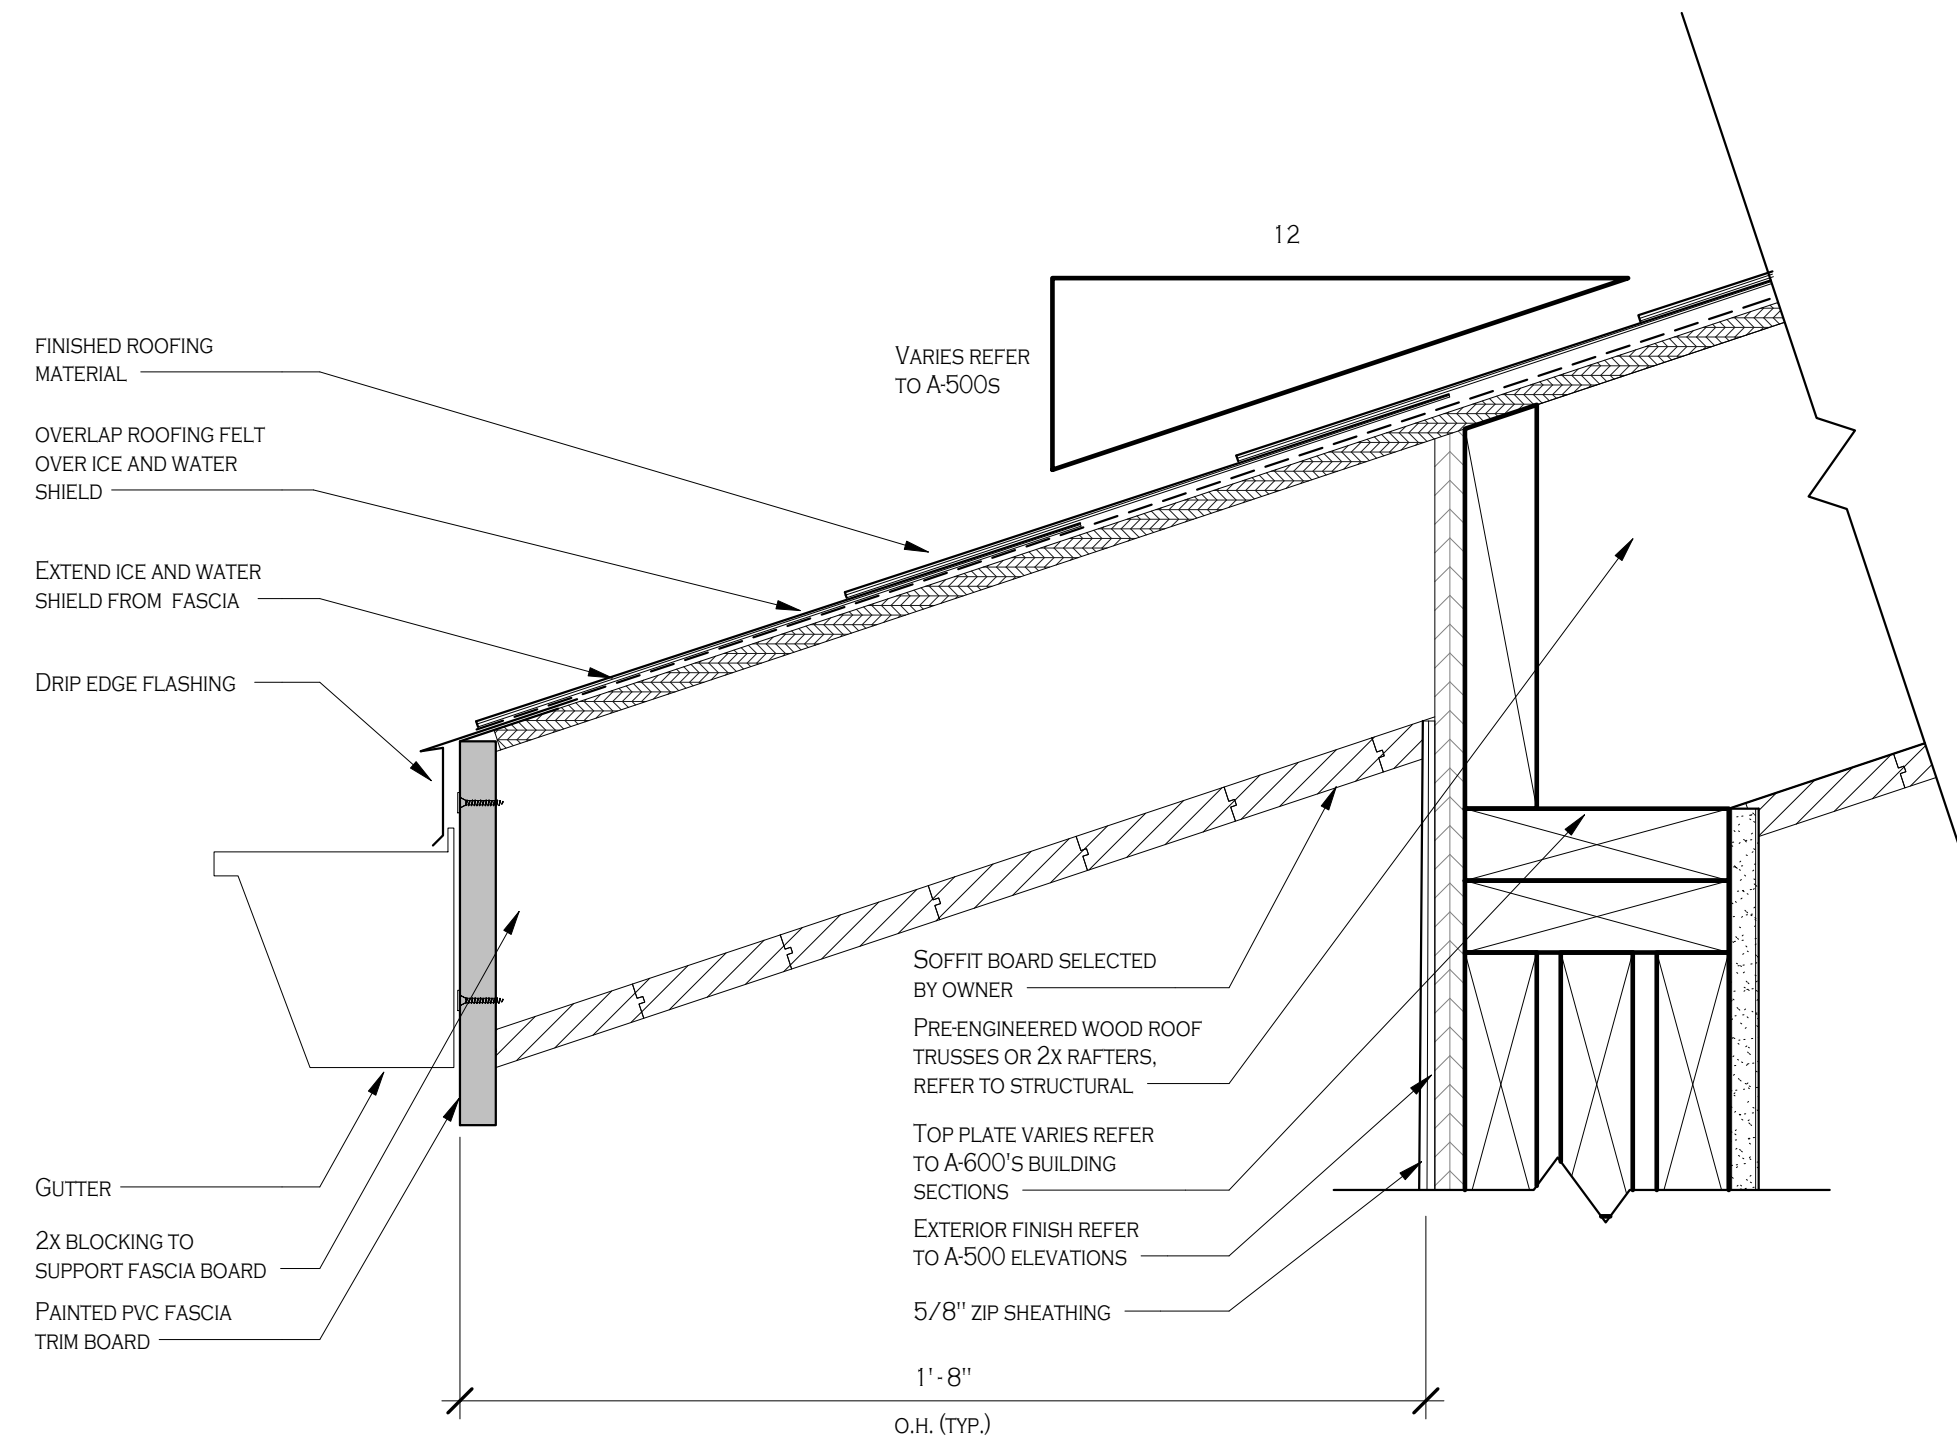 12
VARIES REFER
TO A-500S
FINISHED ROOFING
MATERIAL
OVERLAP ROOFING FELT
OVER ICE AND WATER
SHIELD
EXTEND ICE AND WATER
SHIELD FROM FASCIA
DRIP EDGE FLASHING
GUTTER
2X BLOCKING TO
SUPPORT FASCIA BOARD
PAINTED PVC FASCIA
TRIM BOARD
SOFFIT BOARD SELECTED
BY OWNER
PRE-ENGINEERED WOOD ROOF
TRUSSES OR 2X RAFTERS,
REFER TO STRUCTURAL
TOP PLATE VARIES REFER
TO A-600'S BUILDING
SECTIONS
EXTERIOR FINISH REFER
TO A-500 ELEVATIONS
5/8" ZIP SHEATHING
1'-8"
O.H. (TYP.)